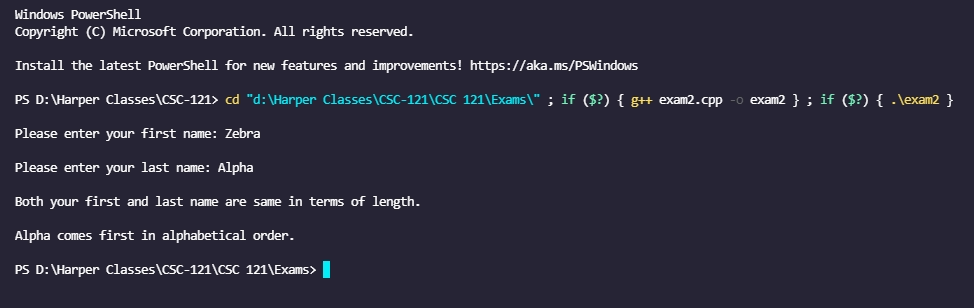 Windows PowerShell
Copyright (C) Microsoft Corporation. All rights reserved.
Install the latest PowerShell for new features and improvements! https://aka.ms/PSWindows
PS D:\Harper Classes\CSC-121> cd "d:\Harper Classes\CSC-121\CSC 121\Exams\" ; if ($?) { g++ exam2.cpp -o exam2 } ; if ($?) { .\exam2 }
Please enter your first name: Zebra
Please enter your last name: Alpha
Both your first and last name are same in terms of length.
Alpha comes first in alphabetical order.
PS D:\Harper Classes\CSC-121\CSC 121\Exams>